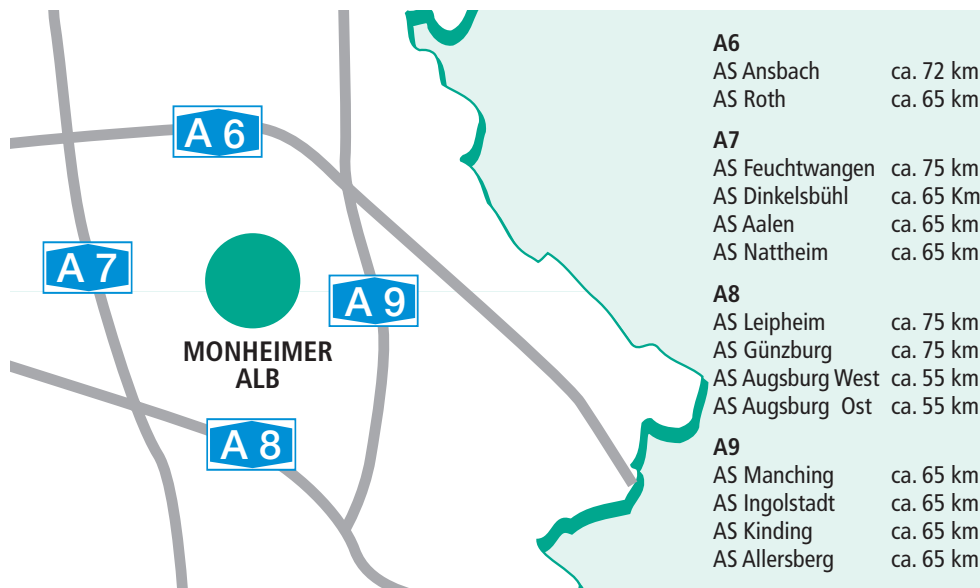 A 6
A 7
A 9
MONHEIMER
ALB
A 8
A6
AS Ansbach ca. 72 km
AS Roth ca. 65 km
A7
AS Feuchtwangen ca. 75 km
AS Dinkelsbühl ca. 65 Km
AS Aalen ca. 65 km
AS Nattheim ca. 65 km
A8
AS Leipheim ca. 75 km
AS Günzburg ca. 75 km
AS Augsburg West ca. 55 km
AS Augsburg Ost ca. 55 km
A9
AS Manching ca. 65 km
AS Ingolstadt ca. 65 km
AS Kinding ca. 65 km
AS Allersberg ca. 65 km